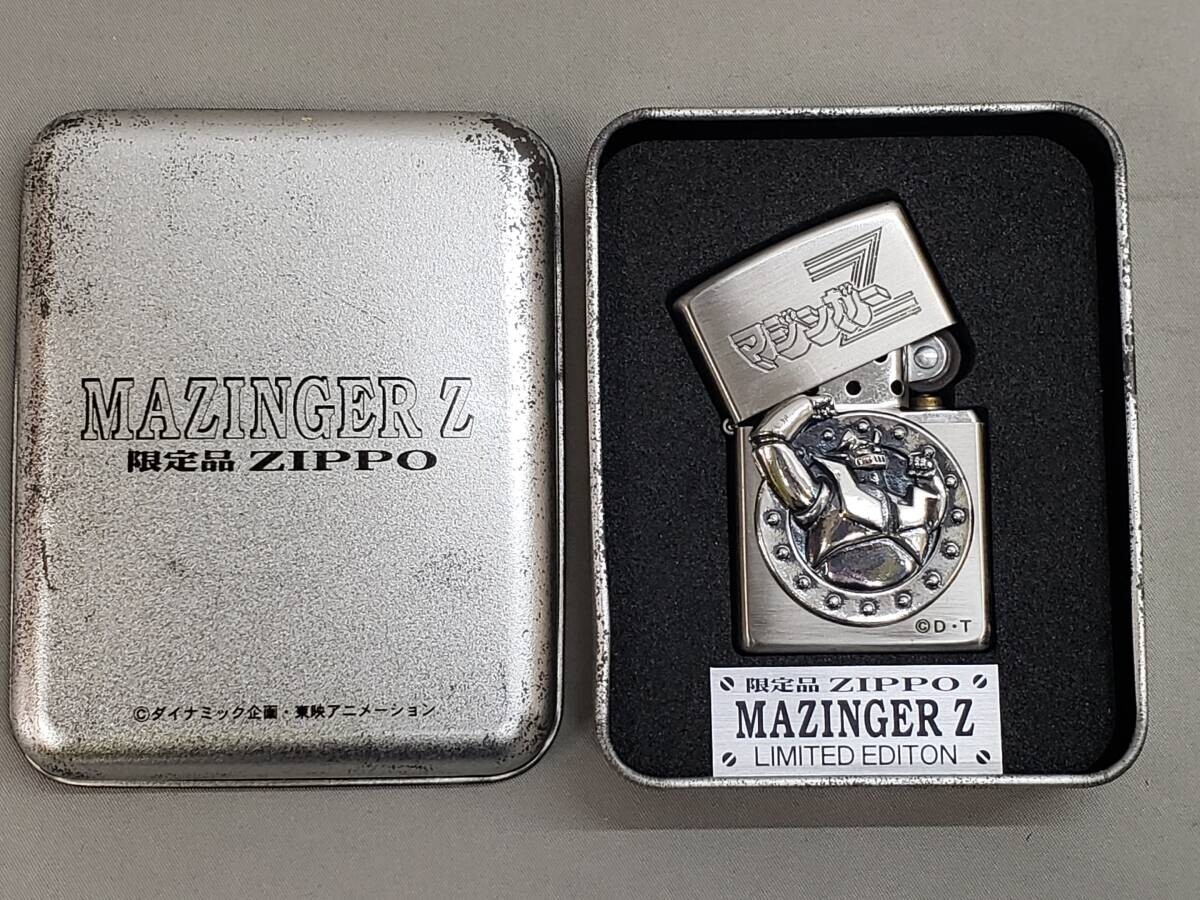 MAZINGER Z
限定品 ZIPPO
©ダイナミック企画・東映アニメーション
マジンガー
Z
©D・T
限定品 ZIPPO
MAZINGER Z
LIMITED EDITON